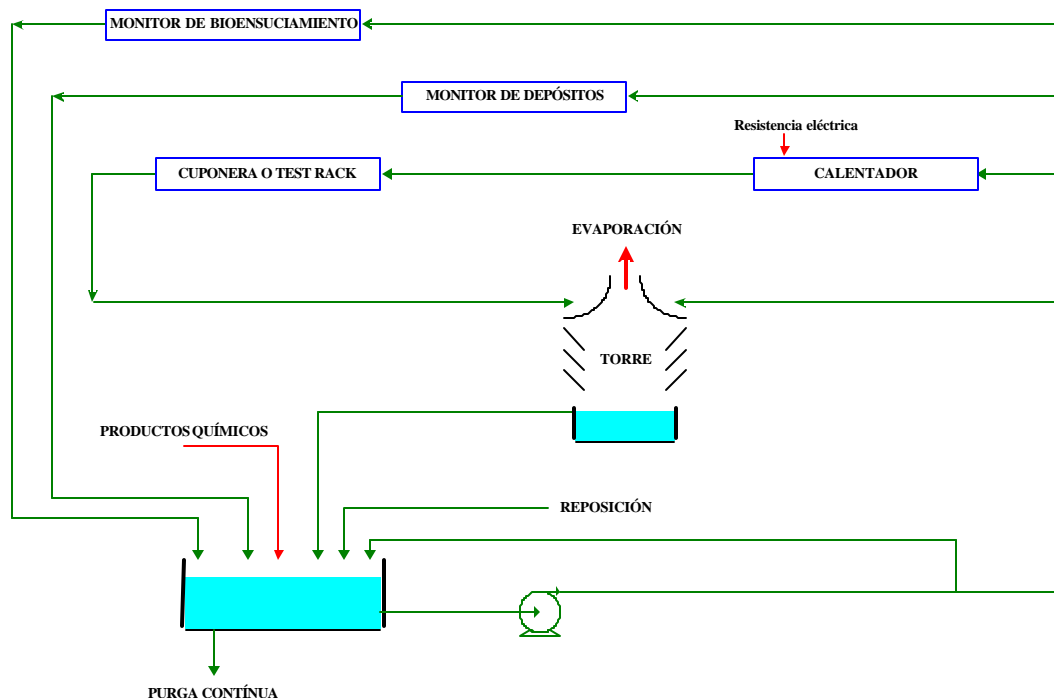 MONITOR DE BIOENSUCIAMIENTO
MONITOR DE DEPÓSITOS
Resistencia eléctrica
CUPONERA O TEST RACK
CALENTADOR
EVAPORACIÓN
TORRE
PRODUCTOS QUÍMICOS
REPOSICIÓN
PURGA CONTÍNUA